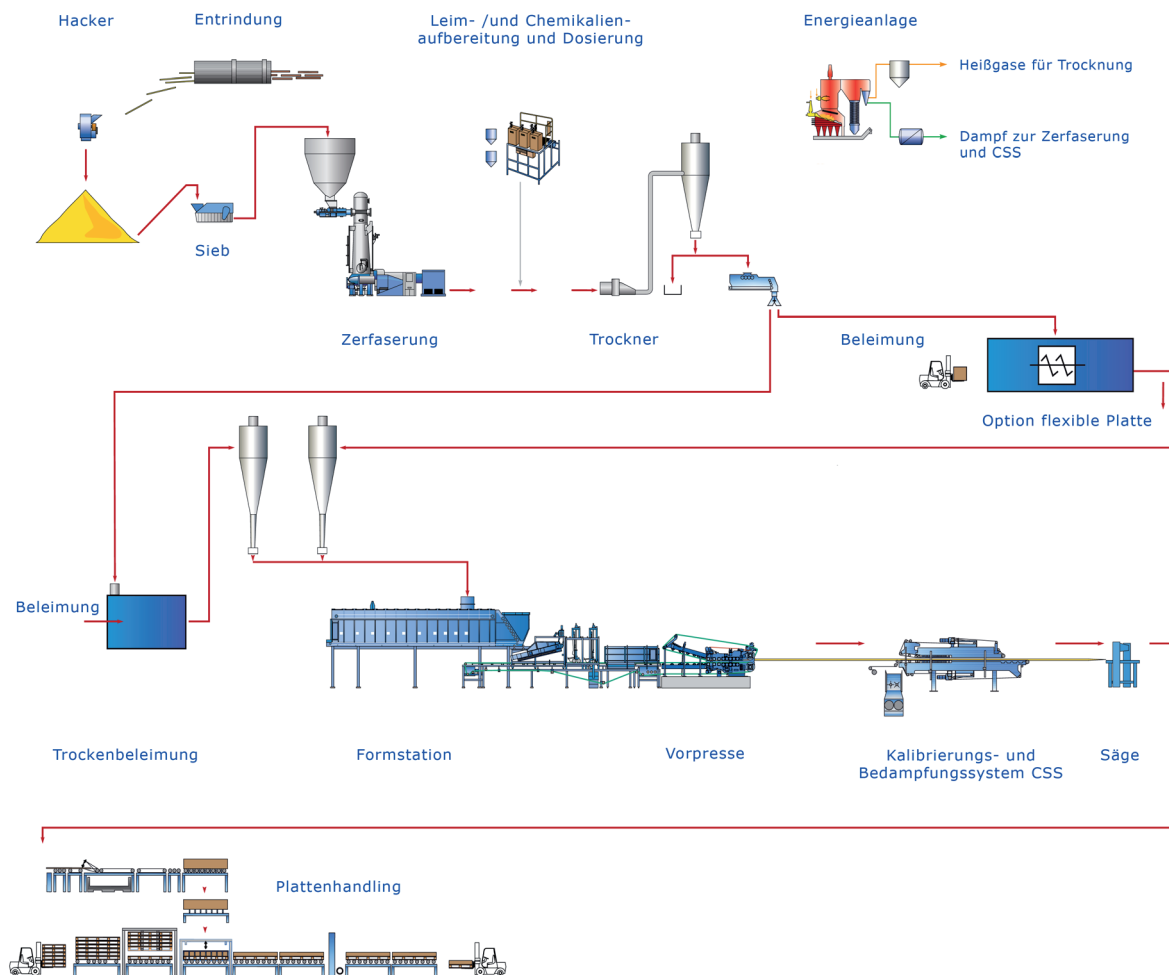 Hacker
Entrindung
Leim- /und Chemikalien-
aufbereitung und Dosierung
Energieanlage
Heißgase für Trocknung
Dampf zur Zerfaserung
und CSS
Sieb
Zerfaserung
Trockner
Beleimung
Option flexible Platte
Beleimung
Trockenbeleimung
Formstation
Vorpresse
Kalibrierungs- und
Bedampfungssystem CSS
Säge
Plattenhandling